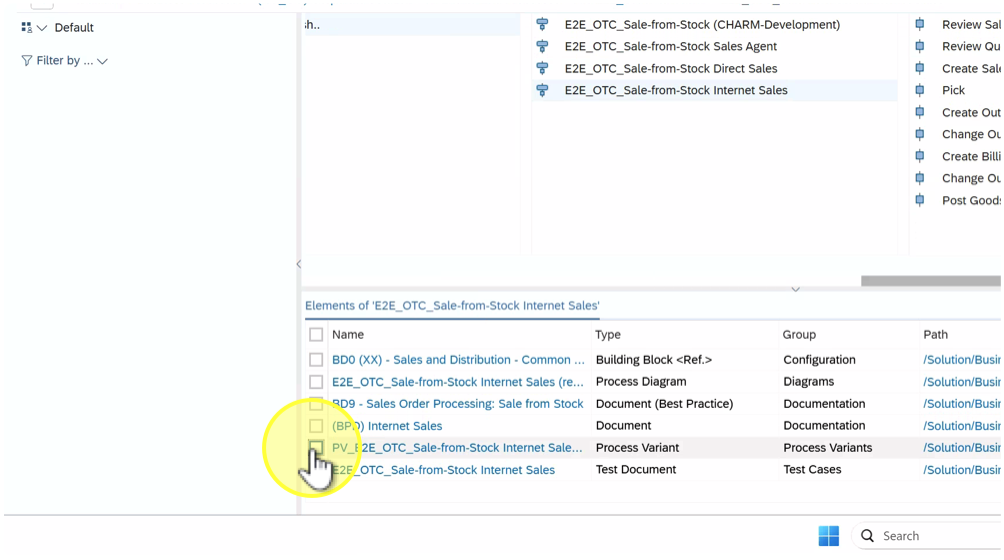 Default
Filter by ...
sh..
E2E_OTC_Sale-from-Stock (CHARM-Development)
E2E_OTC_Sale-from-Stock Sales Agent
E2E_OTC_Sale-from-Stock Direct Sales
E2E_OTC_Sale-from-Stock Internet Sales
Review Sal
Review Qu
Create Sale
Pick
Create Out
Change Ou
Create Billi
Change Ou
Post Goods
Elements of 'E2E_OTC_Sale-from-Stock Internet Sales'
Name Type Group Path
BD0 (XX) - Sales and Distribution - Common ... Building Block <Ref.> Configuration /Solution/Busi
E2E_OTC_Sale-from-Stock Internet Sales (re... Process Diagram Diagrams /Solution/Busi
BD9 - Sales Order Processing: Sale from Stock Document (Best Practice) Documentation /Solution/Busi
(BPD) Internet Sales Document Documentation /Solution/Busi
PV_E2E_OTC_Sale-from-Stock Internet Sale... Process Variant Process Variants /Solution/Busi
E2E_OTC_Sale-from-Stock Internet Sales Test Document Test Cases /Solution/Busi
Search